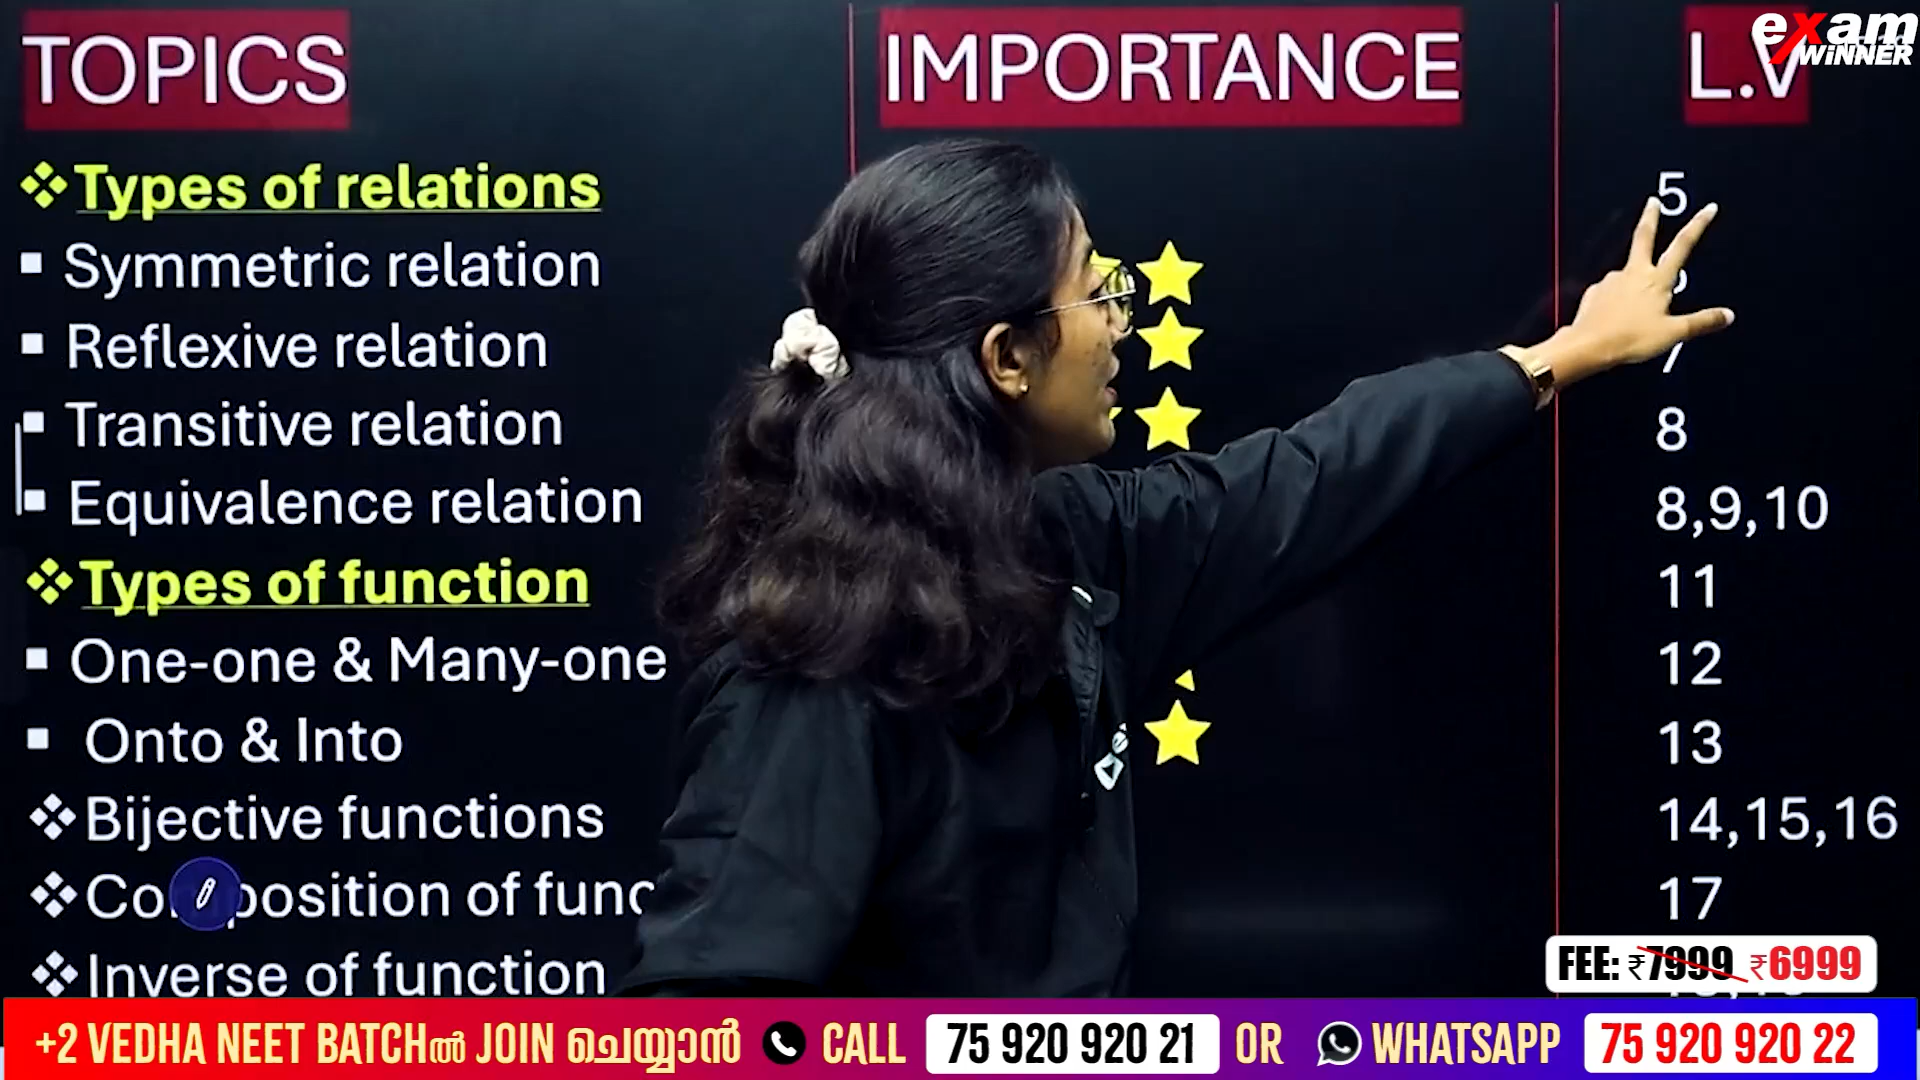 TOPICS IMPORTANCE L.V
exam WiNNER
Types of relations 5
Symmetric relation
Reflexive relation 7
Transitive relation 8
Equivalence relation 8,9,10
Types of function 11
One-one & Many-one 12
Onto & Into 13
Bijective functions 14,15,16
of func 17
Inverse of function
FEE: ₹7999 ₹6999
+2 VEDHA NEET BATCHൽ JOIN ചെയ്യാൻ CALL 75 920 920 21 OR WHATSAPP 75 920 920 22